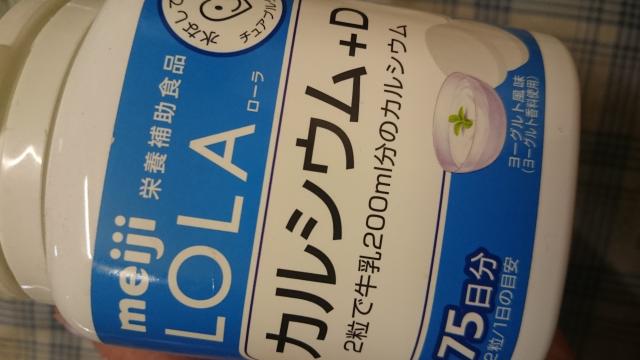 水なし
チュアブル
meiji
栄養補助食品
LOLA
ローラ
カルシウム+D
2粒で牛乳200ml分のカルシウム
ヨーグルト風味
(ヨーグルト香料使用)
75日分
2粒/1日の目安